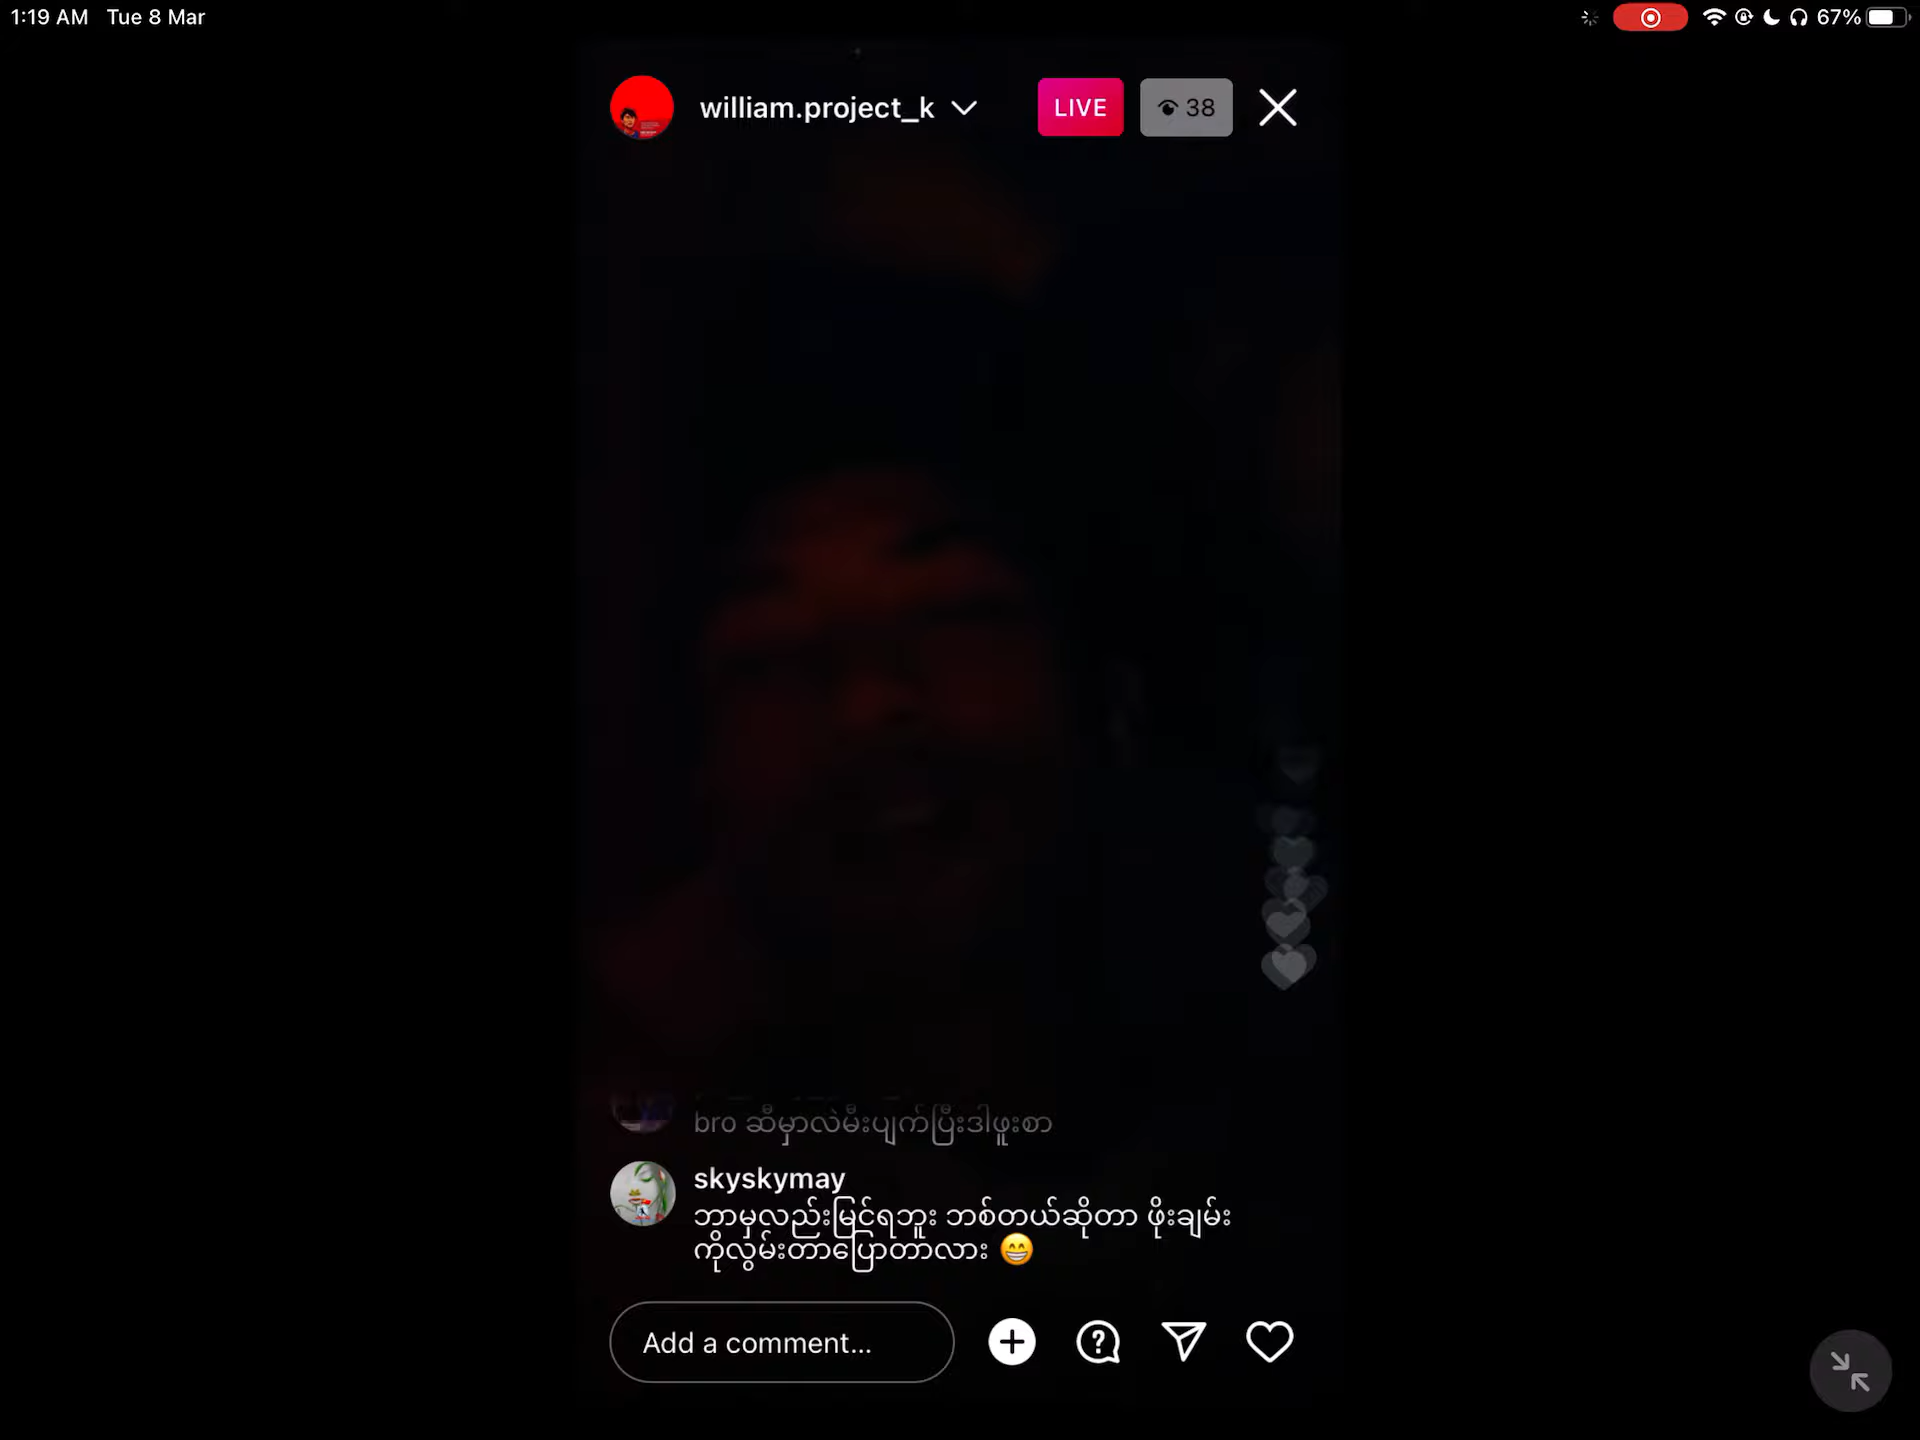 1:19 AM Tue 8 Mar
67%
william.project_k
LIVE
38
bro ဆီမှာလဲမီးပျက်ပြီးဒါဖူးစာ
skyskymay
ဘာမှလည်းမြင်ရဘူး ဘစ်တယ်ဆိုတာ ဖိုးချမ်း
ကိုလွမ်းတာပြောတာလား 😁
Add a comment...